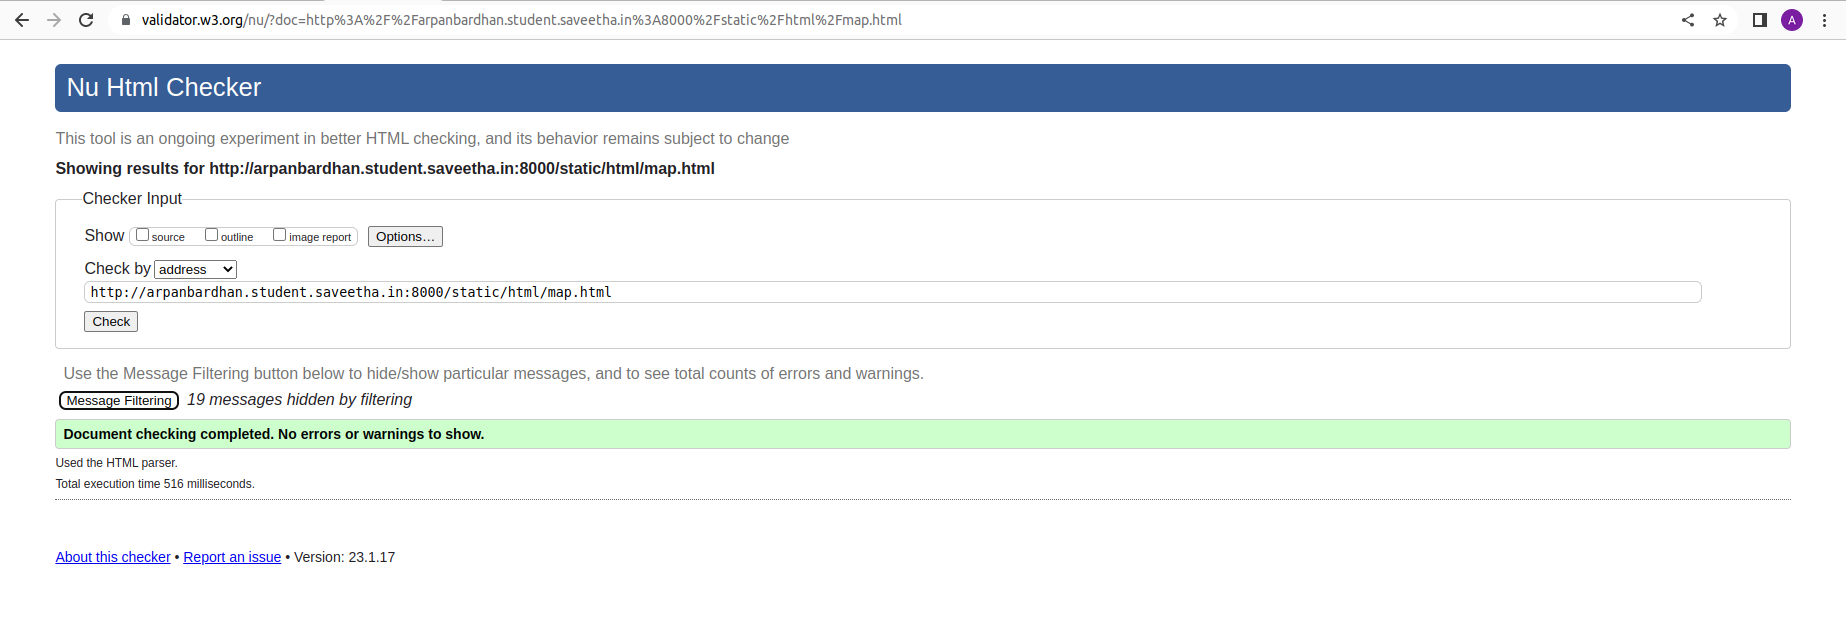 validator.w3.org/nu/?doc=http%3A%2F%2Farpanbardhan.student.saveetha.in%3A8000%2Fstatic%2Fhtml%2Fmap.html
A
Nu Html Checker
This tool is an ongoing experiment in better HTML checking, and its behavior remains subject to change
Showing results for http://arpanbardhan.student.saveetha.in:8000/static/html/map.html
Checker Input
Show source outline image report Options...
Check by address
http://arpanbardhan.student.saveetha.in:8000/static/html/map.html
Check
Use the Message Filtering button below to hide/show particular messages, and to see total counts of errors and warnings.
Message Filtering 19 messages hidden by filtering
Document checking completed. No errors or warnings to show.
Used the HTML parser.
Total execution time 516 milliseconds.
About this checker • Report an issue • Version: 23.1.17